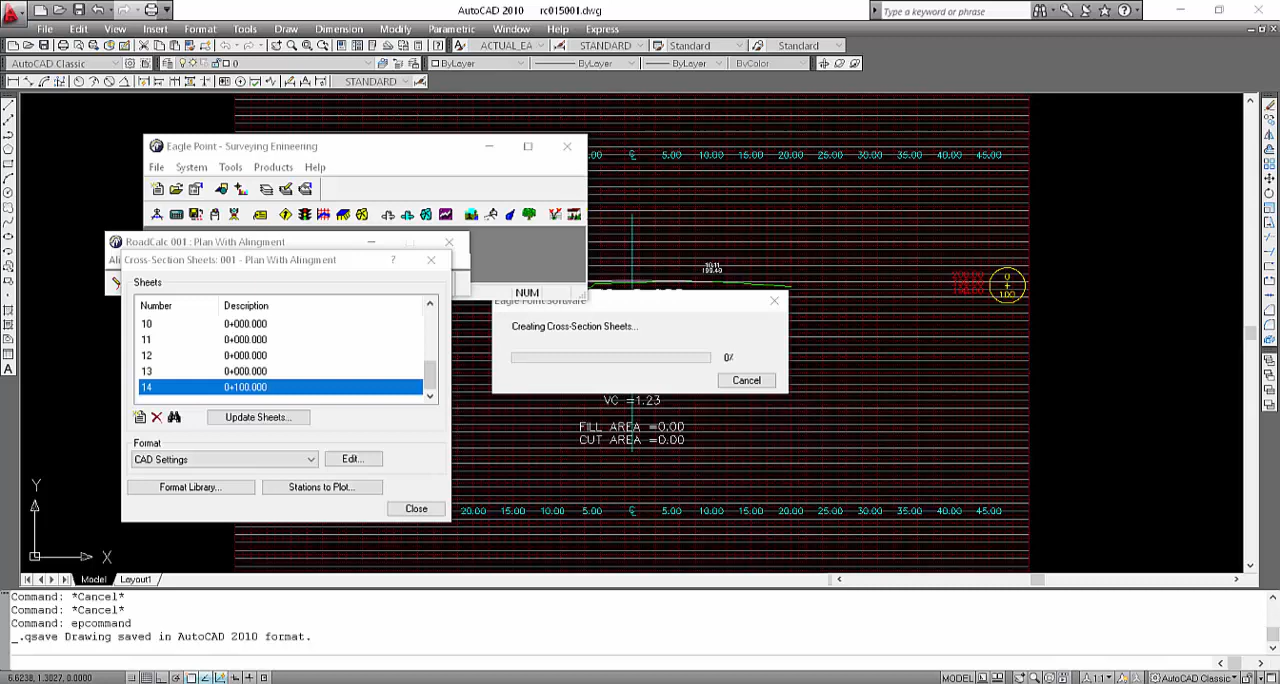 AutoCAD 2010 rc015001.dwg
Type a keyword or phrase
File Edit View Insert Format Tools Draw Dimension Modify Parametric Window Help Express
ACTUAL_EA STANDARD Standard Standard
AutoCAD Classic 0 ByLayer ByLayer ByLayer ByColor
STANDARD
Eagle Point - Surveying Enineering
File System Tools Products Help
NUM
RoadCalc 001 : Plan With Alingment
Cross-Section Sheets: 001 - Plan With Alingment
Sheets
Number Description
10 0+000.000
11 0+000.000
12 0+000.000
13 0+000.000
14 0+100.000
Update Sheets...
Format
CAD Settings
Edit...
Format Library...
Stations to Plot...
Close
5.00 10.00 15.00 20.00 25.00 30.00 35.00 40.00 45.00
Eagle Point Software
Creating Cross-Section Sheets...
0%
Cancel
0
+
100
VC =1.23
FILL AREA =0.00
CUT AREA =0.00
20.00 15.00 10.00 5.00 5.00 10.00 15.00 20.00 25.00 30.00 35.00 40.00 45.00
Y
X
Model Layout1
Command: *Cancel*
Command: *Cancel*
Command: epcommand
_.qsave Drawing saved in AutoCAD 2010 format.
6.6238, 1.3027, 0.0000
MODEL
1:1
AutoCAD Classic